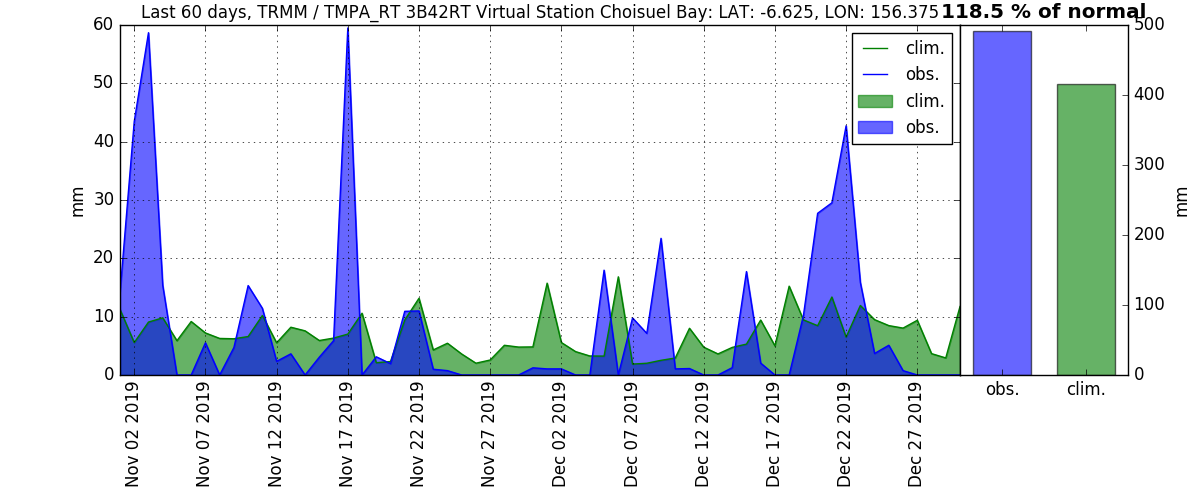 Last 60 days, TRMM / TMPA_RT 3B42RT Virtual Station Choisuel Bay: LAT: -6.625, LON: 156.375
118.5 % of normal
60
50
40
30
20
10
0
mm
clim.
obs.
clim.
obs.
500
400
300
200
100
0
mm
obs.
clim.
Nov 02 2019
Nov 07 2019
Nov 12 2019
Nov 17 2019
Nov 22 2019
Nov 27 2019
Dec 02 2019
Dec 07 2019
Dec 12 2019
Dec 17 2019
Dec 22 2019
Dec 27 2019